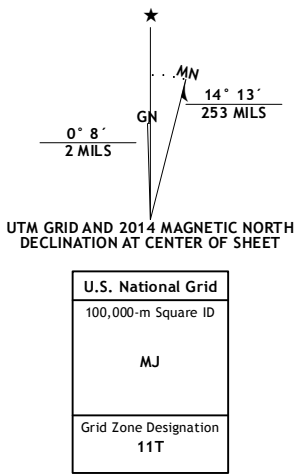 MN
GN
14° 13´
253 MILS
0° 8´
2 MILS
UTM GRID AND 2014 MAGNETIC NORTH
DECLINATION AT CENTER OF SHEET
U.S. National Grid
100,000-m Square ID
MJ
Grid Zone Designation
11T